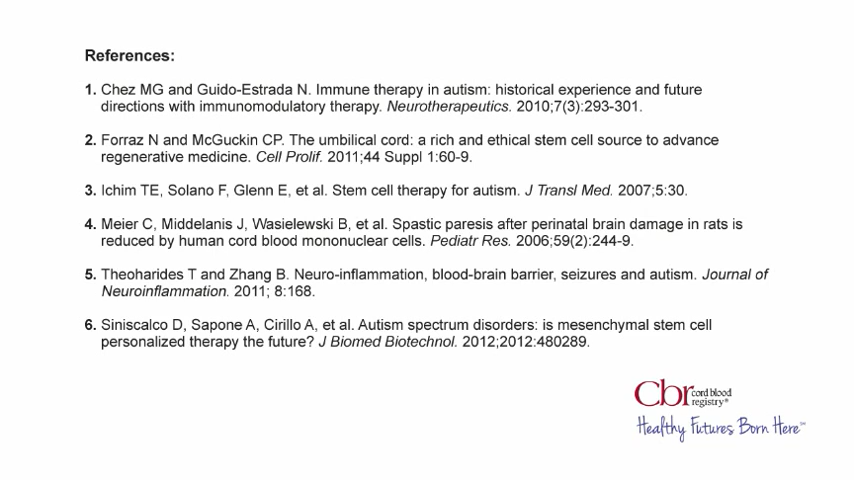 References:
1. Chez MG and Guido-Estrada N. Immune therapy in autism: historical experience and future
directions with immunomodulatory therapy. Neurotherapeutics. 2010;7(3):293-301.
2. Forraz N and McGuckin CP. The umbilical cord: a rich and ethical stem cell source to advance
regenerative medicine. Cell Prolif. 2011;44 Suppl 1:60-9.
3. Ichim TE, Solano F, Glenn E, et al. Stem cell therapy for autism. J Transl Med. 2007;5:30.
4. Meier C, Middelanis J, Wasielewski B, et al. Spastic paresis after perinatal brain damage in rats is
reduced by human cord blood mononuclear cells. Pediatr Res. 2006;59(2):244-9.
5. Theoharides T and Zhang B. Neuro-inflammation, blood-brain barrier, seizures and autism. Journal of
Neuroinflammation. 2011; 8:168.
6. Siniscalco D, Sapone A, Cirillo A, et al. Autism spectrum disorders: is mesenchymal stem cell
personalized therapy the future? J Biomed Biotechnol. 2012;2012:480289.
Cbr cord blood
registry®
Healthy Futures Born Here℠